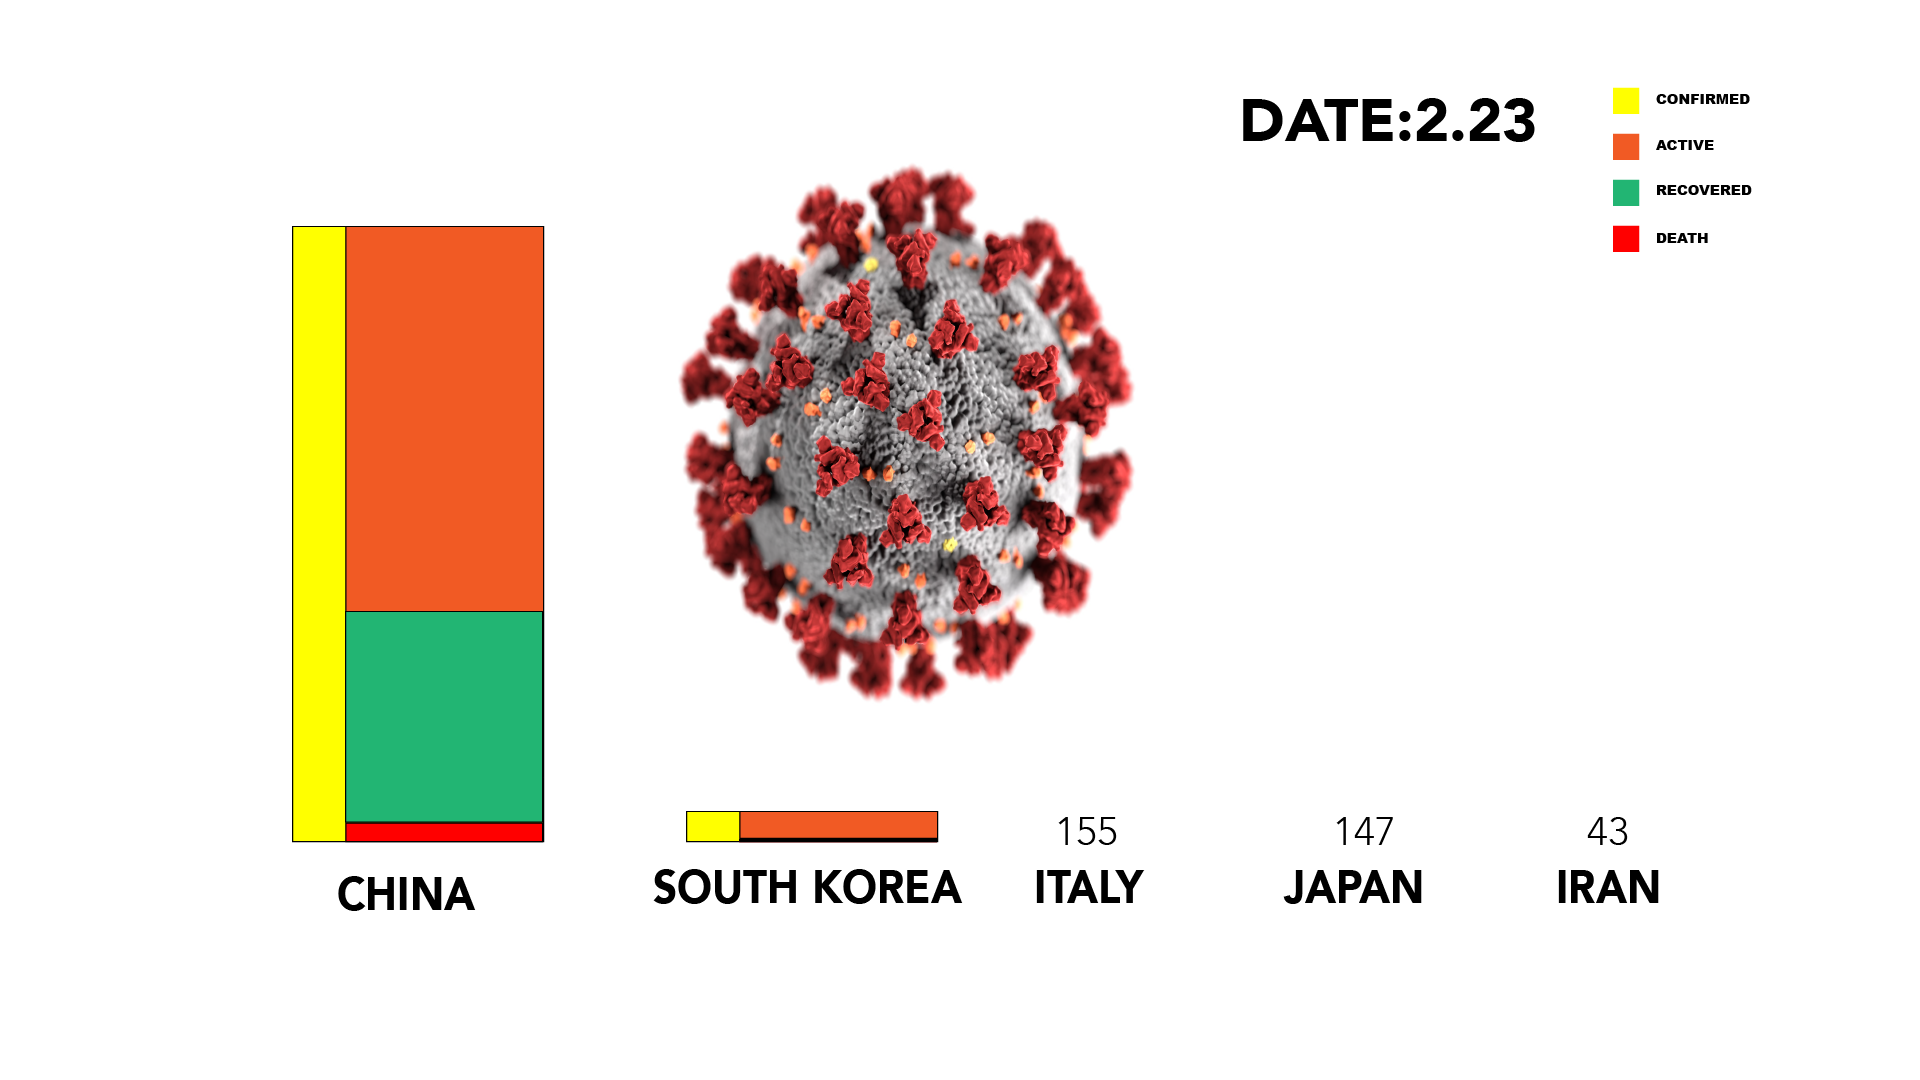 DATE:2.23
CONFIRMED
ACTIVE
RECOVERED
DEATH
155
147
43
CHINA
SOUTH KOREA
ITALY
JAPAN
IRAN